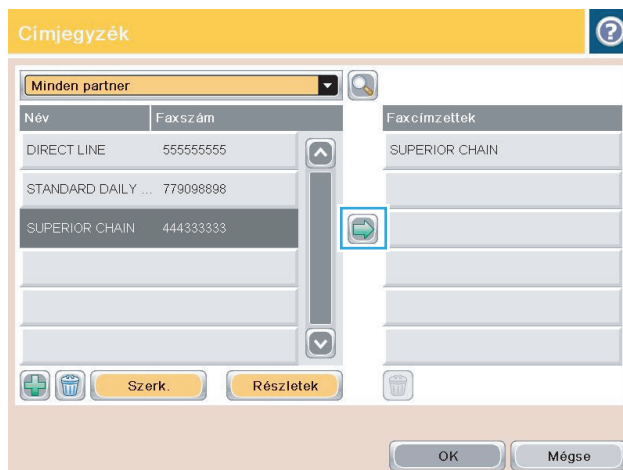 Címjegyzék
Minden partner
Név Faxszám Faxcímzettek
DIRECT LINE 555555555 SUPERIOR CHAIN
STANDARD DAILY ... 779098898
SUPERIOR CHAIN 444333333
Szerk. Részletek
OK Mégse